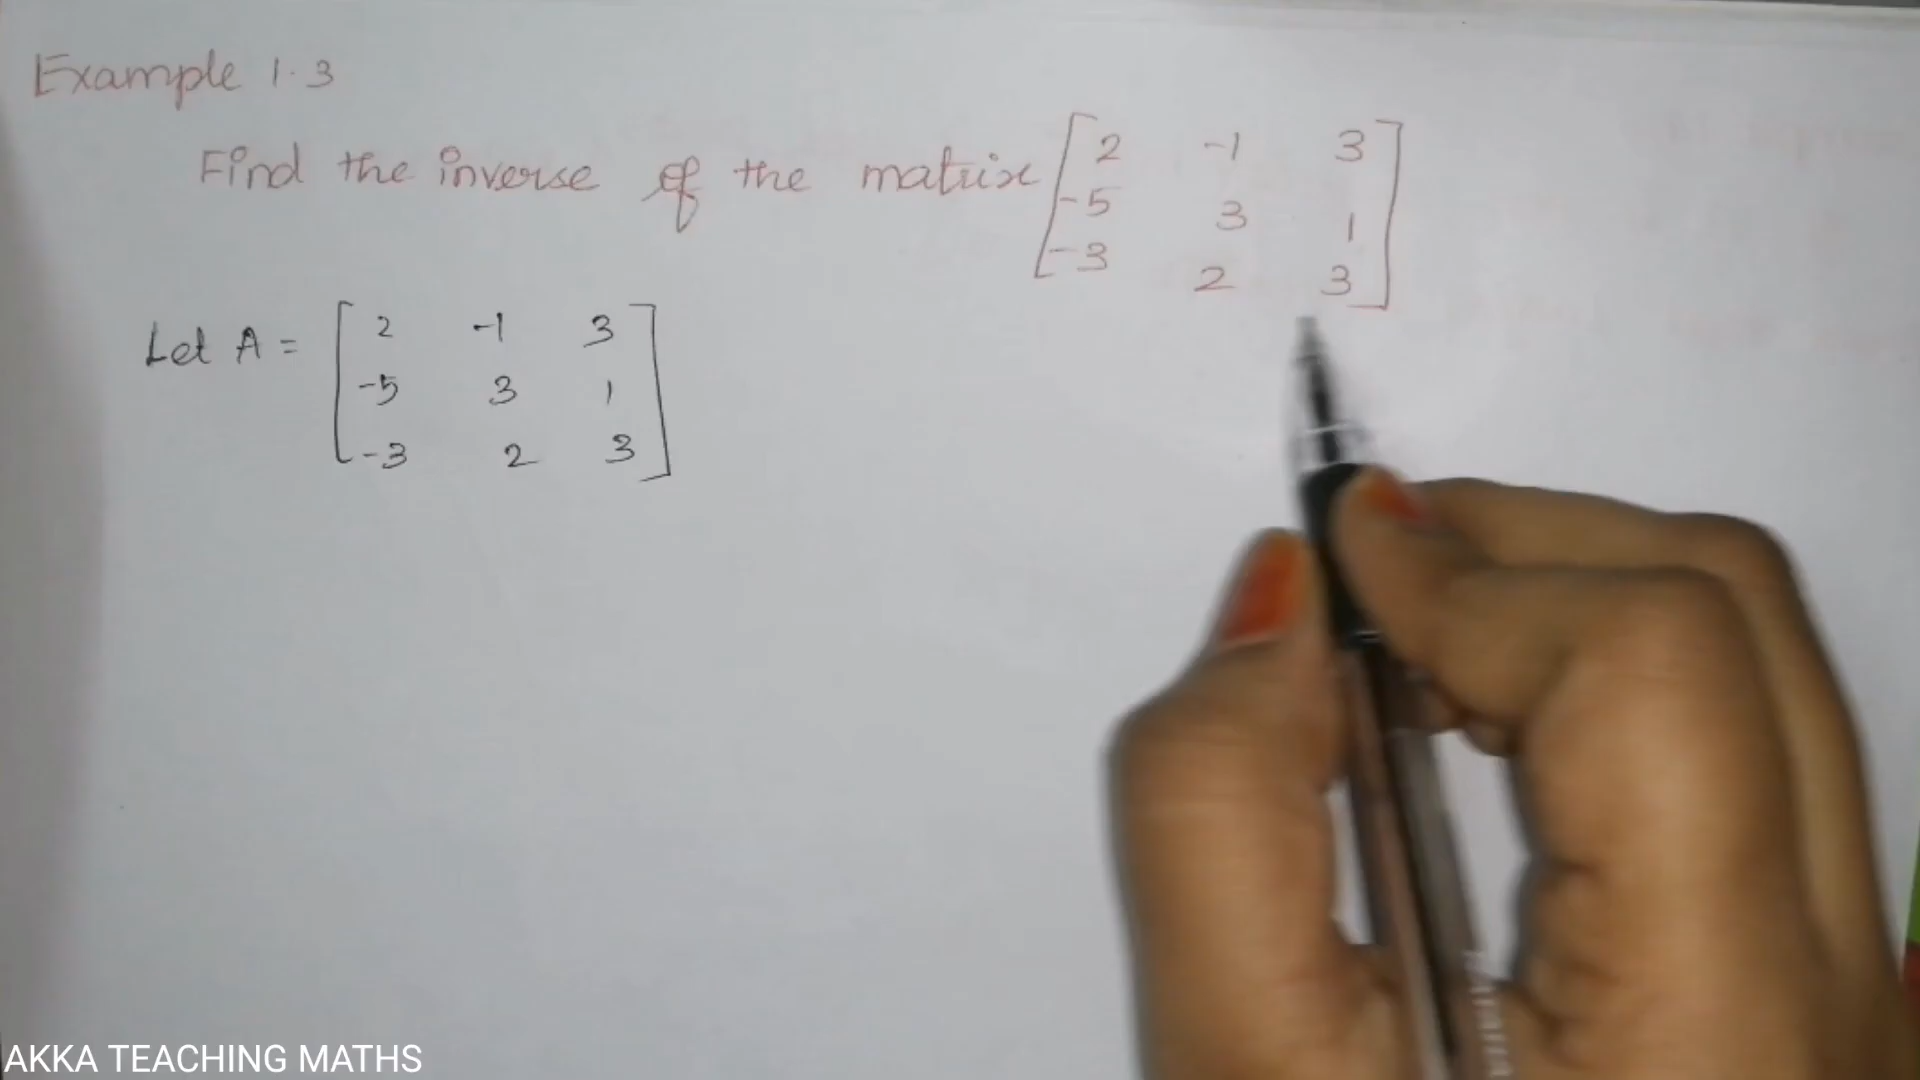 Example 1.3
Find the inverse of the matrix [ 2 -1 3
-5 3 1
-3 2 3 ]
Let A = [ 2 -1 3
-5 3 1
-3 2 3 ]
AKKA TEACHING MATHS